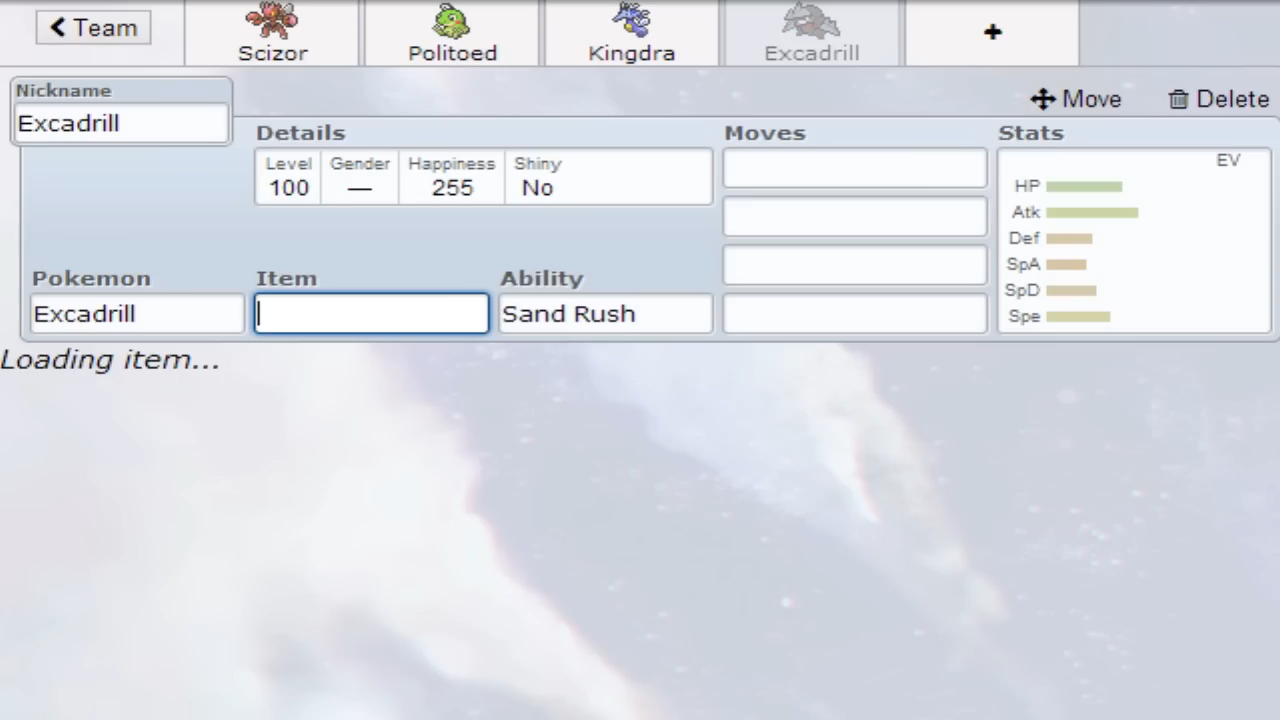 Team
Scizor
Politoed
Kingdra
Excadrill
+
Nickname
Excadrill
Move
Delete
Details
Level Gender Happiness Shiny
100 — 255 No
Moves
Stats
EV
HP
Atk
Def
SpA
SpD
Spe
Pokemon
Item
Ability
Excadrill
Sand Rush
Loading item...